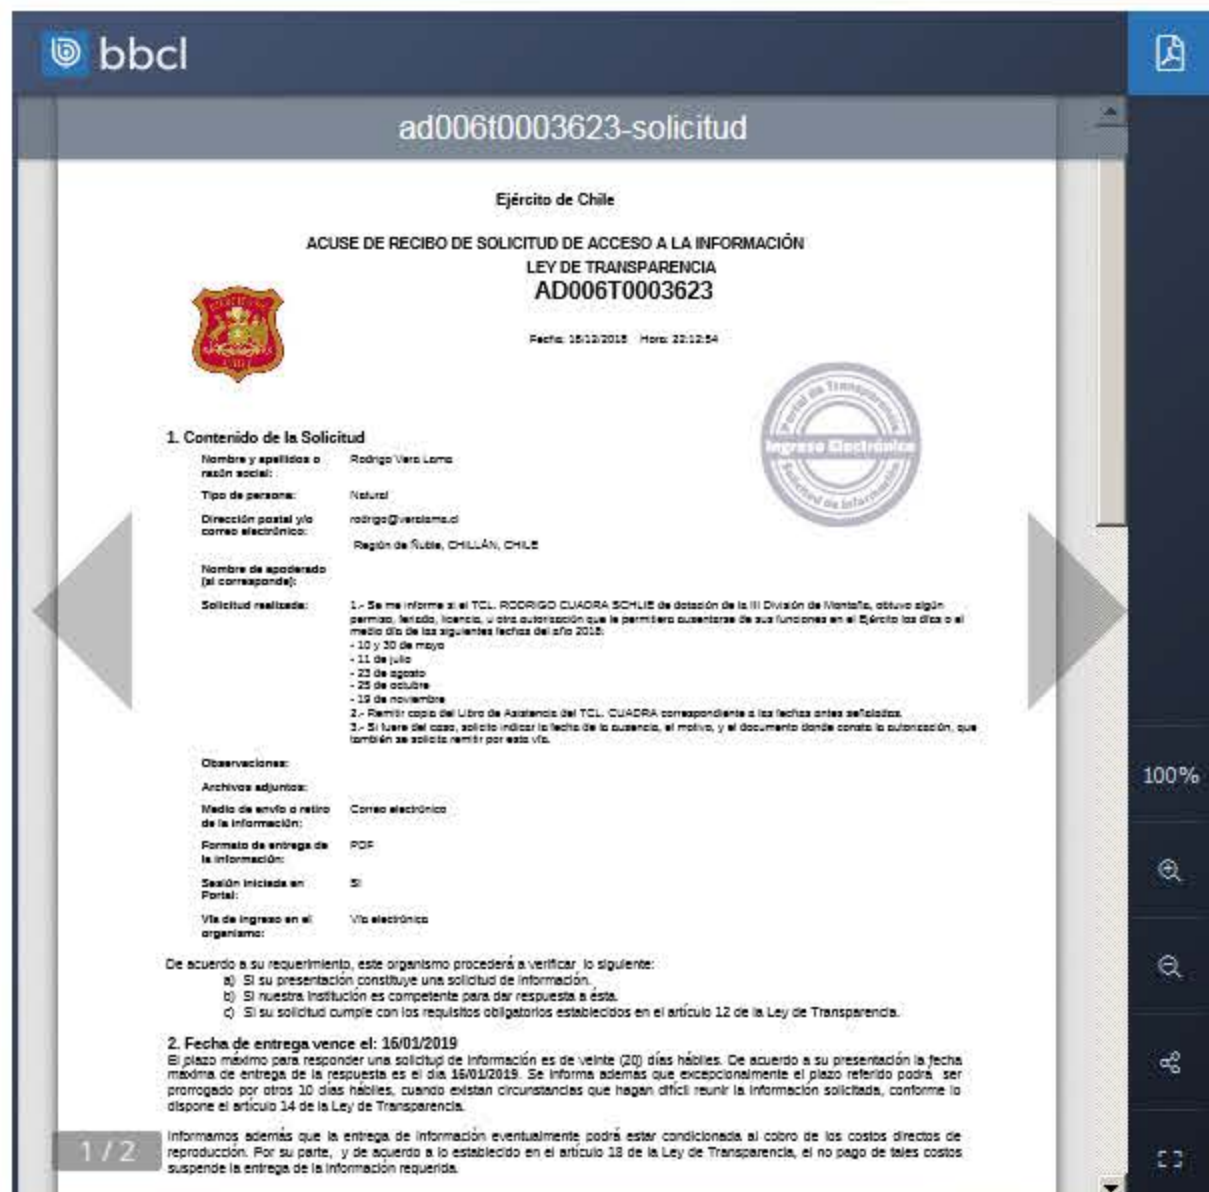 bbcl
ad006t0003623-solicitud
Ejército de Chile
ACUSE DE RECIBO DE SOLICITUD DE ACCESO A LA INFORMACIÓN
LEY DE TRANSPARENCIA
AD006T0003623
Fecha: 18/12/2018 Hora: 22:12:54
Portal de Transparencia
Ingreso Electrónico
Solicitud de Información
1. Contenido de la Solicitud
Nombre y apellidos o Rodrigo Vera Lama
razón social:
Tipo de persona: Natural
Dirección postal y/o rodrigo@veralama.cl
correo electrónico:
Región de Ñuble, CHILLÁN, CHILE
Nombre de apoderado
(si corresponde):
Solicitud realizada: 1.- Se me informe si el TCL. RODRIGO CUADRA SCHLIE de dotación de la III División de Montaña, obtuvo algún
permiso, feriado, licencia, u otra autorización que le permitiera ausentarse de sus funciones en el Ejército los días o el
medio día de las siguientes fechas del año 2018:
- 10 y 30 de mayo
- 11 de julio
- 23 de agosto
- 25 de octubre
- 19 de noviembre
2.- Remitir copia del Libro de Asistencia del TCL. CUADRA correspondiente a las fechas antes señaladas.
3.- Si fuere del caso, solicito indicar la fecha de la ausencia, el motivo, y el documento donde consta la autorización, que
también se solicita remitir por esta vía.
Observaciones:
Archivos adjuntos:
Medio de envío o retiro Correo electrónico
de la información:
Formato de entrega de PDF
la información:
Sesión iniciada en SI
Portal:
Vía de ingreso en el Vía electrónica
organismo:
De acuerdo a su requerimiento, este organismo procederá a verificar lo siguiente:
a) Si su presentación constituye una solicitud de información.
b) Si nuestra institución es competente para dar respuesta a ésta.
c) Si su solicitud cumple con los requisitos obligatorios establecidos en el artículo 12 de la Ley de Transparencia.
2. Fecha de entrega vence el: 16/01/2019
El plazo máximo para responder una solicitud de información es de veinte (20) días hábiles. De acuerdo a su presentación la fecha
máxima de entrega de la respuesta es el día 16/01/2019. Se informa además que excepcionalmente el plazo referido podrá ser
prorrogado por otros 10 días hábiles, cuando existan circunstancias que hagan difícil reunir la información solicitada, conforme lo
dispone el artículo 14 de la Ley de Transparencia.
Informamos además que la entrega de información eventualmente podrá estar condicionada al cobro de los costos directos de
reproducción. Por su parte, y de acuerdo a lo establecido en el artículo 18 de la Ley de Transparencia, el no pago de tales costos
suspende la entrega de la información requerida.
1 / 2
100%